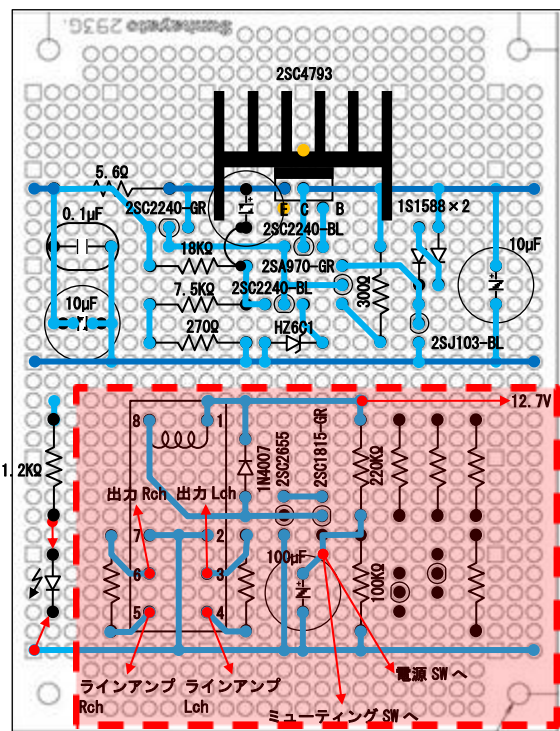 Sunhayato 293G.
2SC4793
5.6Ω
2SC2240-GR
E C B
1S1588×2
0.1μF
2SC2240-BL
10μF
18KΩ
2SA970-GR
7.5KΩ
2SC2240-BL
300Ω
10μF
270Ω
HZ6C1
2SJ103-BL
12.7V
8
1
1N4007
2SC2655
2SC1815-GR
220KΩ
1.2KΩ
出力 Rch
出力 Lch
7
2
100μF
6
3
100KΩ
5
4
ラインアンプ
Rch
ラインアンプ
Lch
電源 SW へ
ミューティング SW へ